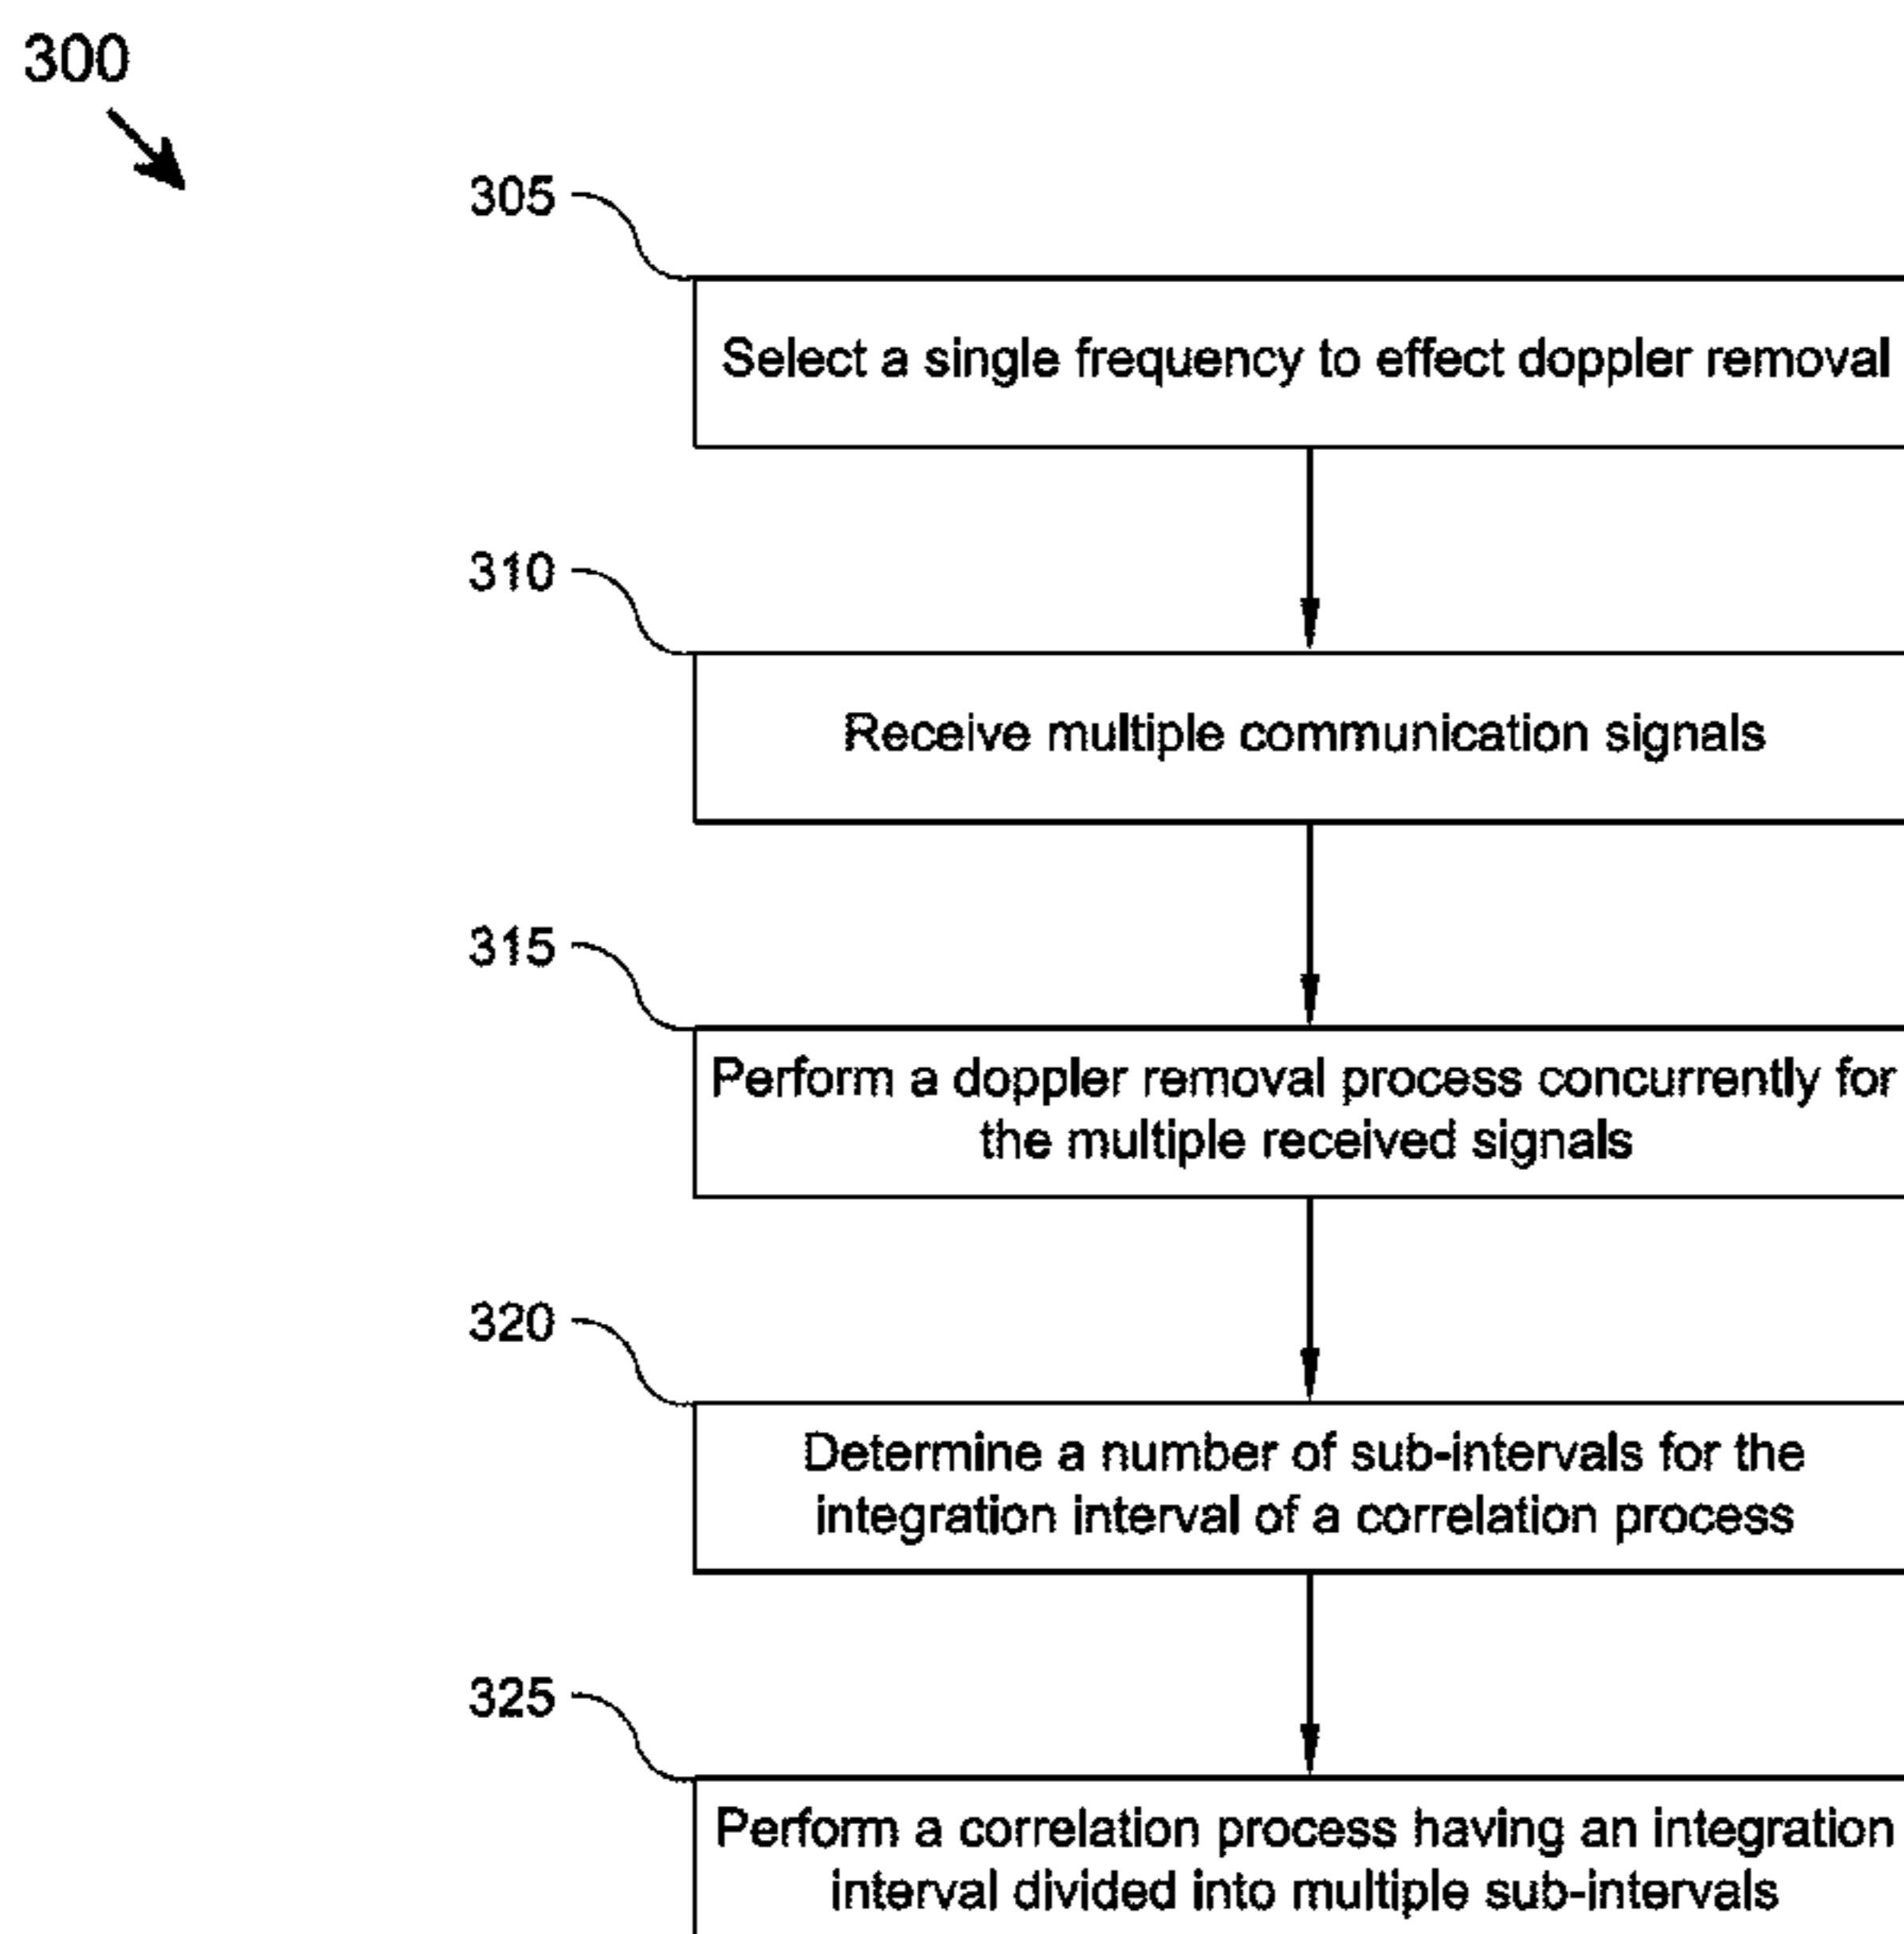 300
305
Select a single frequency to effect doppler removal
310
Receive multiple communication signals
315
Perform a doppler removal process concurrently for
the multiple received signals
320
Determine a number of sub-intervals for the
integration interval of a correlation process
325
Perform a correlation process having an integration
interval divided into multiple sub-intervals